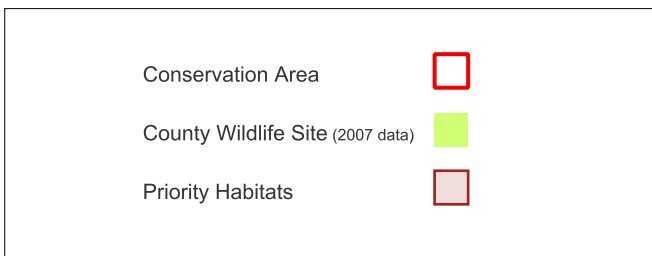 Conservation Area
County Wildlife Site (2007 data)
Priority Habitats